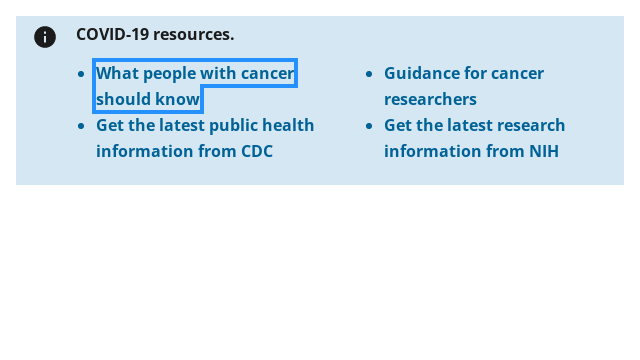 COVID-19 resources.
What people with cancer
should know
Get the latest public health
information from CDC
Guidance for cancer
researchers
Get the latest research
information from NIH